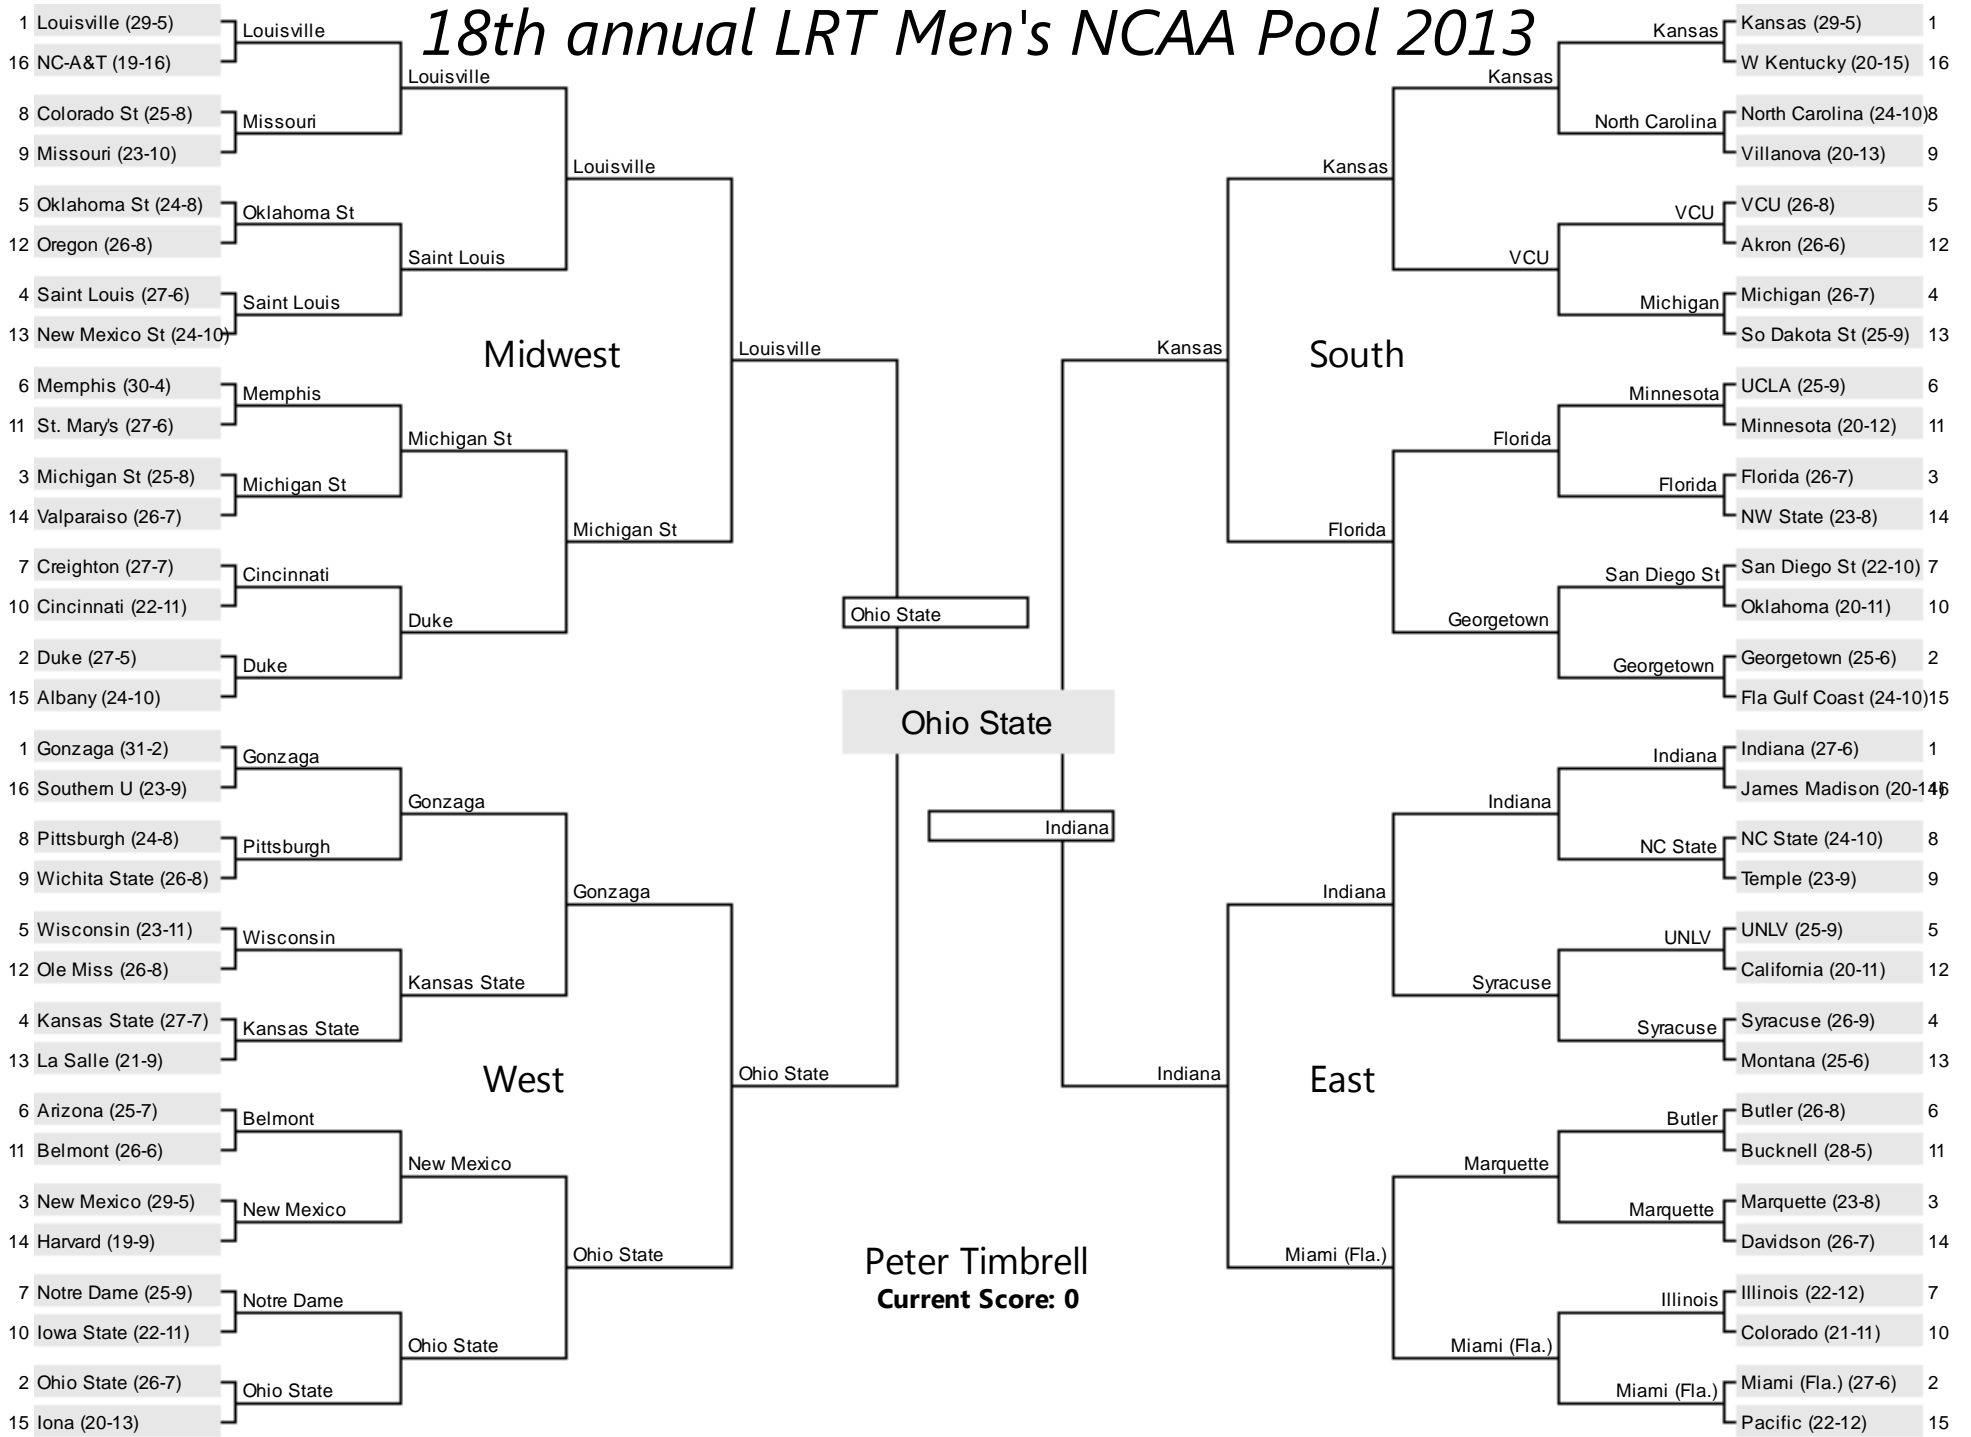 18th annual LRT Men's NCAA Pool 2013
1 Louisville (29-5)
16 NC-A&T (19-16)
8 Colorado St (25-8)
9 Missouri (23-10)
5 Oklahoma St (24-8)
12 Oregon (26-8)
4 Saint Louis (27-6)
13 New Mexico St (24-10)
6 Memphis (30-4)
11 St. Mary's (27-6)
3 Michigan St (25-8)
14 Valparaiso (26-7)
7 Creighton (27-7)
10 Cincinnati (22-11)
2 Duke (27-5)
15 Albany (24-10)
Louisville
Missouri
Oklahoma St
Saint Louis
Memphis
Michigan St
Cincinnati
Duke
Louisville
Saint Louis
Michigan St
Duke
Louisville
Michigan St
Louisville
Midwest
1 Gonzaga (31-2)
16 Southern U (23-9)
8 Pittsburgh (24-8)
9 Wichita State (26-8)
5 Wisconsin (23-11)
12 Ole Miss (26-8)
4 Kansas State (27-7)
13 La Salle (21-9)
6 Arizona (25-7)
11 Belmont (26-6)
3 New Mexico (29-5)
14 Harvard (19-9)
7 Notre Dame (25-9)
10 Iowa State (22-11)
2 Ohio State (26-7)
15 Iona (20-13)
Gonzaga
Pittsburgh
Wisconsin
Kansas State
Belmont
New Mexico
Notre Dame
Ohio State
Gonzaga
Kansas State
New Mexico
Ohio State
Gonzaga
Ohio State
Ohio State
West
Ohio State
Ohio State
Indiana
Peter Timbrell
Current Score: 0
Kansas (29-5) 1
W Kentucky (20-15) 16
North Carolina (24-10) 8
Villanova (20-13) 9
VCU (26-8) 5
Akron (26-6) 12
Michigan (26-7) 4
So Dakota St (25-9) 13
UCLA (25-9) 6
Minnesota (20-12) 11
Florida (26-7) 3
NW State (23-8) 14
San Diego St (22-10) 7
Oklahoma (20-11) 10
Georgetown (25-6) 2
Fla Gulf Coast (24-10) 15
Kansas
North Carolina
VCU
Michigan
Minnesota
Florida
San Diego St
Georgetown
Kansas
VCU
Florida
Georgetown
Kansas
Florida
Kansas
South
Indiana (27-6) 1
James Madison (20-14) 16
NC State (24-10) 8
Temple (23-9) 9
UNLV (25-9) 5
California (20-11) 12
Syracuse (26-9) 4
Montana (25-6) 13
Butler (26-8) 6
Bucknell (28-5) 11
Marquette (23-8) 3
Davidson (26-7) 14
Illinois (22-12) 7
Colorado (21-11) 10
Miami (Fla.) (27-6) 2
Pacific (22-12) 15
Indiana
NC State
UNLV
Syracuse
Butler
Marquette
Illinois
Miami (Fla.)
Indiana
Syracuse
Marquette
Miami (Fla.)
Indiana
Miami (Fla.)
Indiana
East